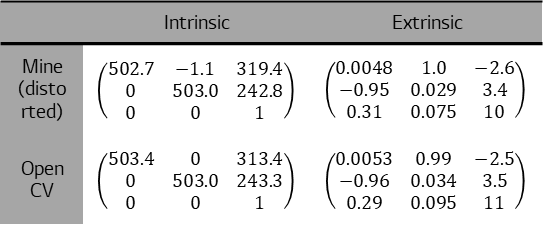 Intrinsic Extrinsic
Mine (disto rted)
502.7 −1.1 319.4
0 503.0 242.8
0 0 1
0.0048 1.0 −2.6
−0.95 0.029 3.4
0.31 0.075 10
Open CV
503.4 0 313.4
0 503.0 243.3
0 0 1
0.0053 0.99 −2.5
−0.96 0.034 3.5
0.29 0.095 11